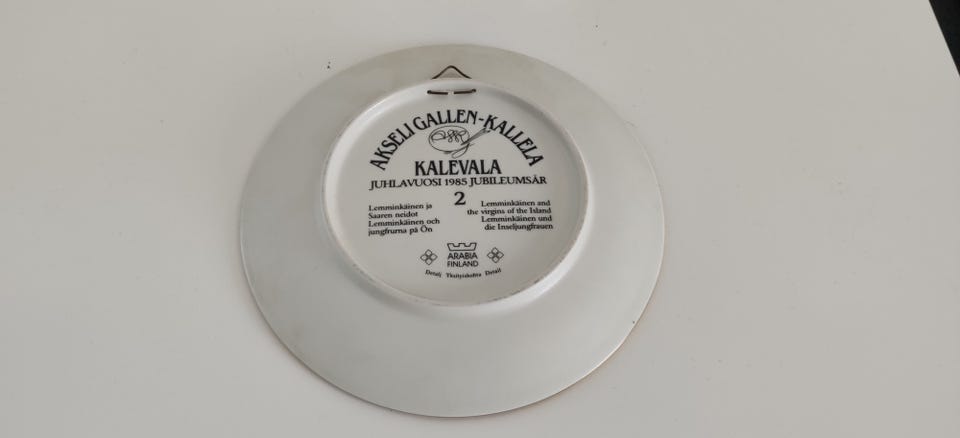 AKSELI GALLEN-KALLELA
KALEVALA
JUHLAVUOSI 1985 JUBILEUMSÅR
2
Lemminkäinen ja
Saaren neidot
Lemminkäinen och
jungfrurna på Ön
Lemminkäinen and
the virgins of the Island
Lemminkäinen und
die Inseljungfrauen
ARABIA
FINLAND
Detalj Yksityiskohta Detail